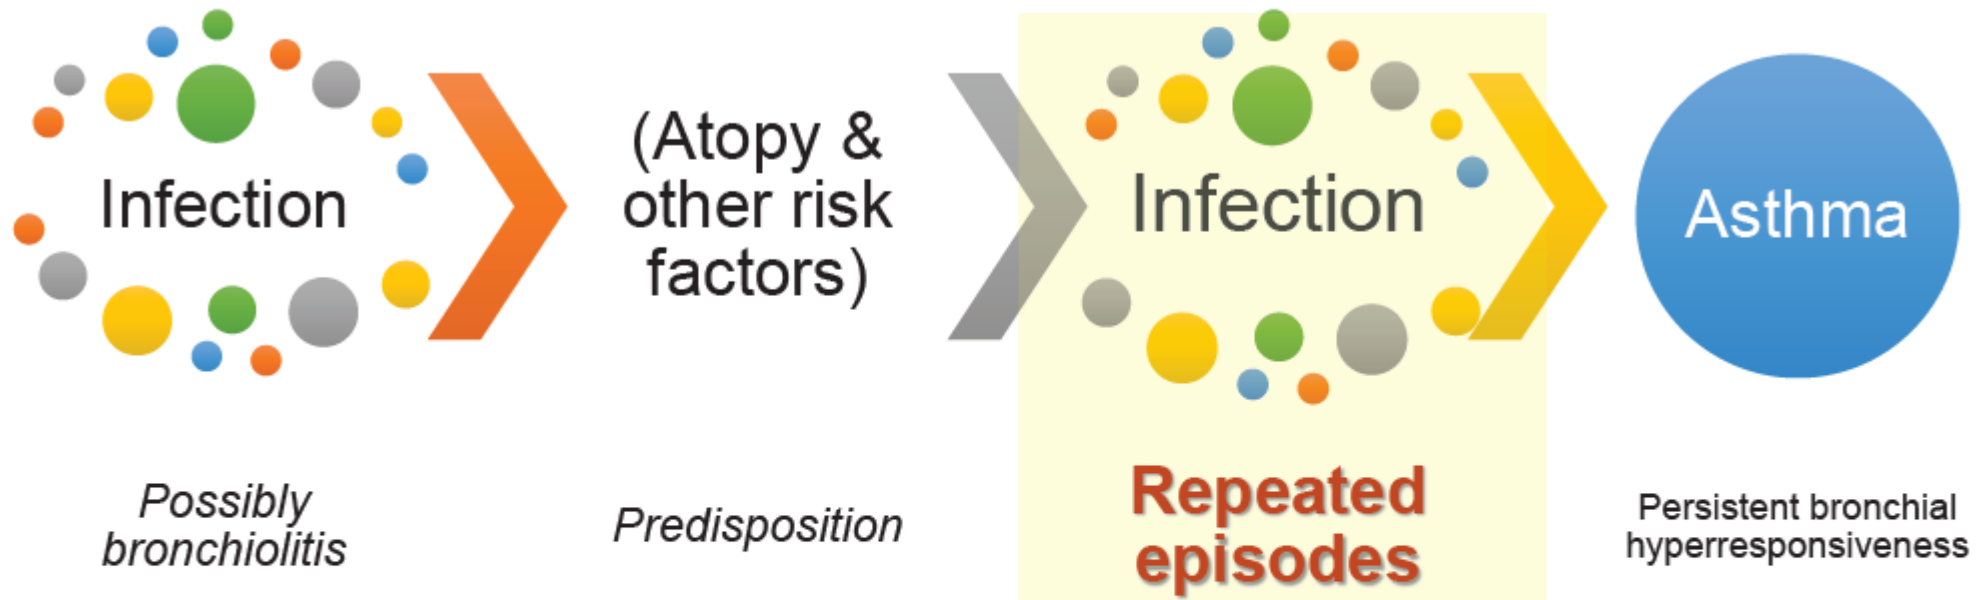 Infection
(Atopy &
other risk
factors)
Infection
Asthma
Possibly
bronchiolitis
Predisposition
Repeated
episodes
Persistent bronchial
hyperresponsiveness